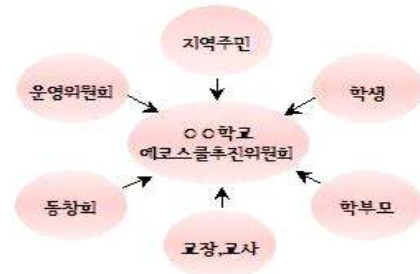 지역주민
운영위원회
학생
○○학교
에코스쿨추진위원회
동창회
학부모
교장,교사